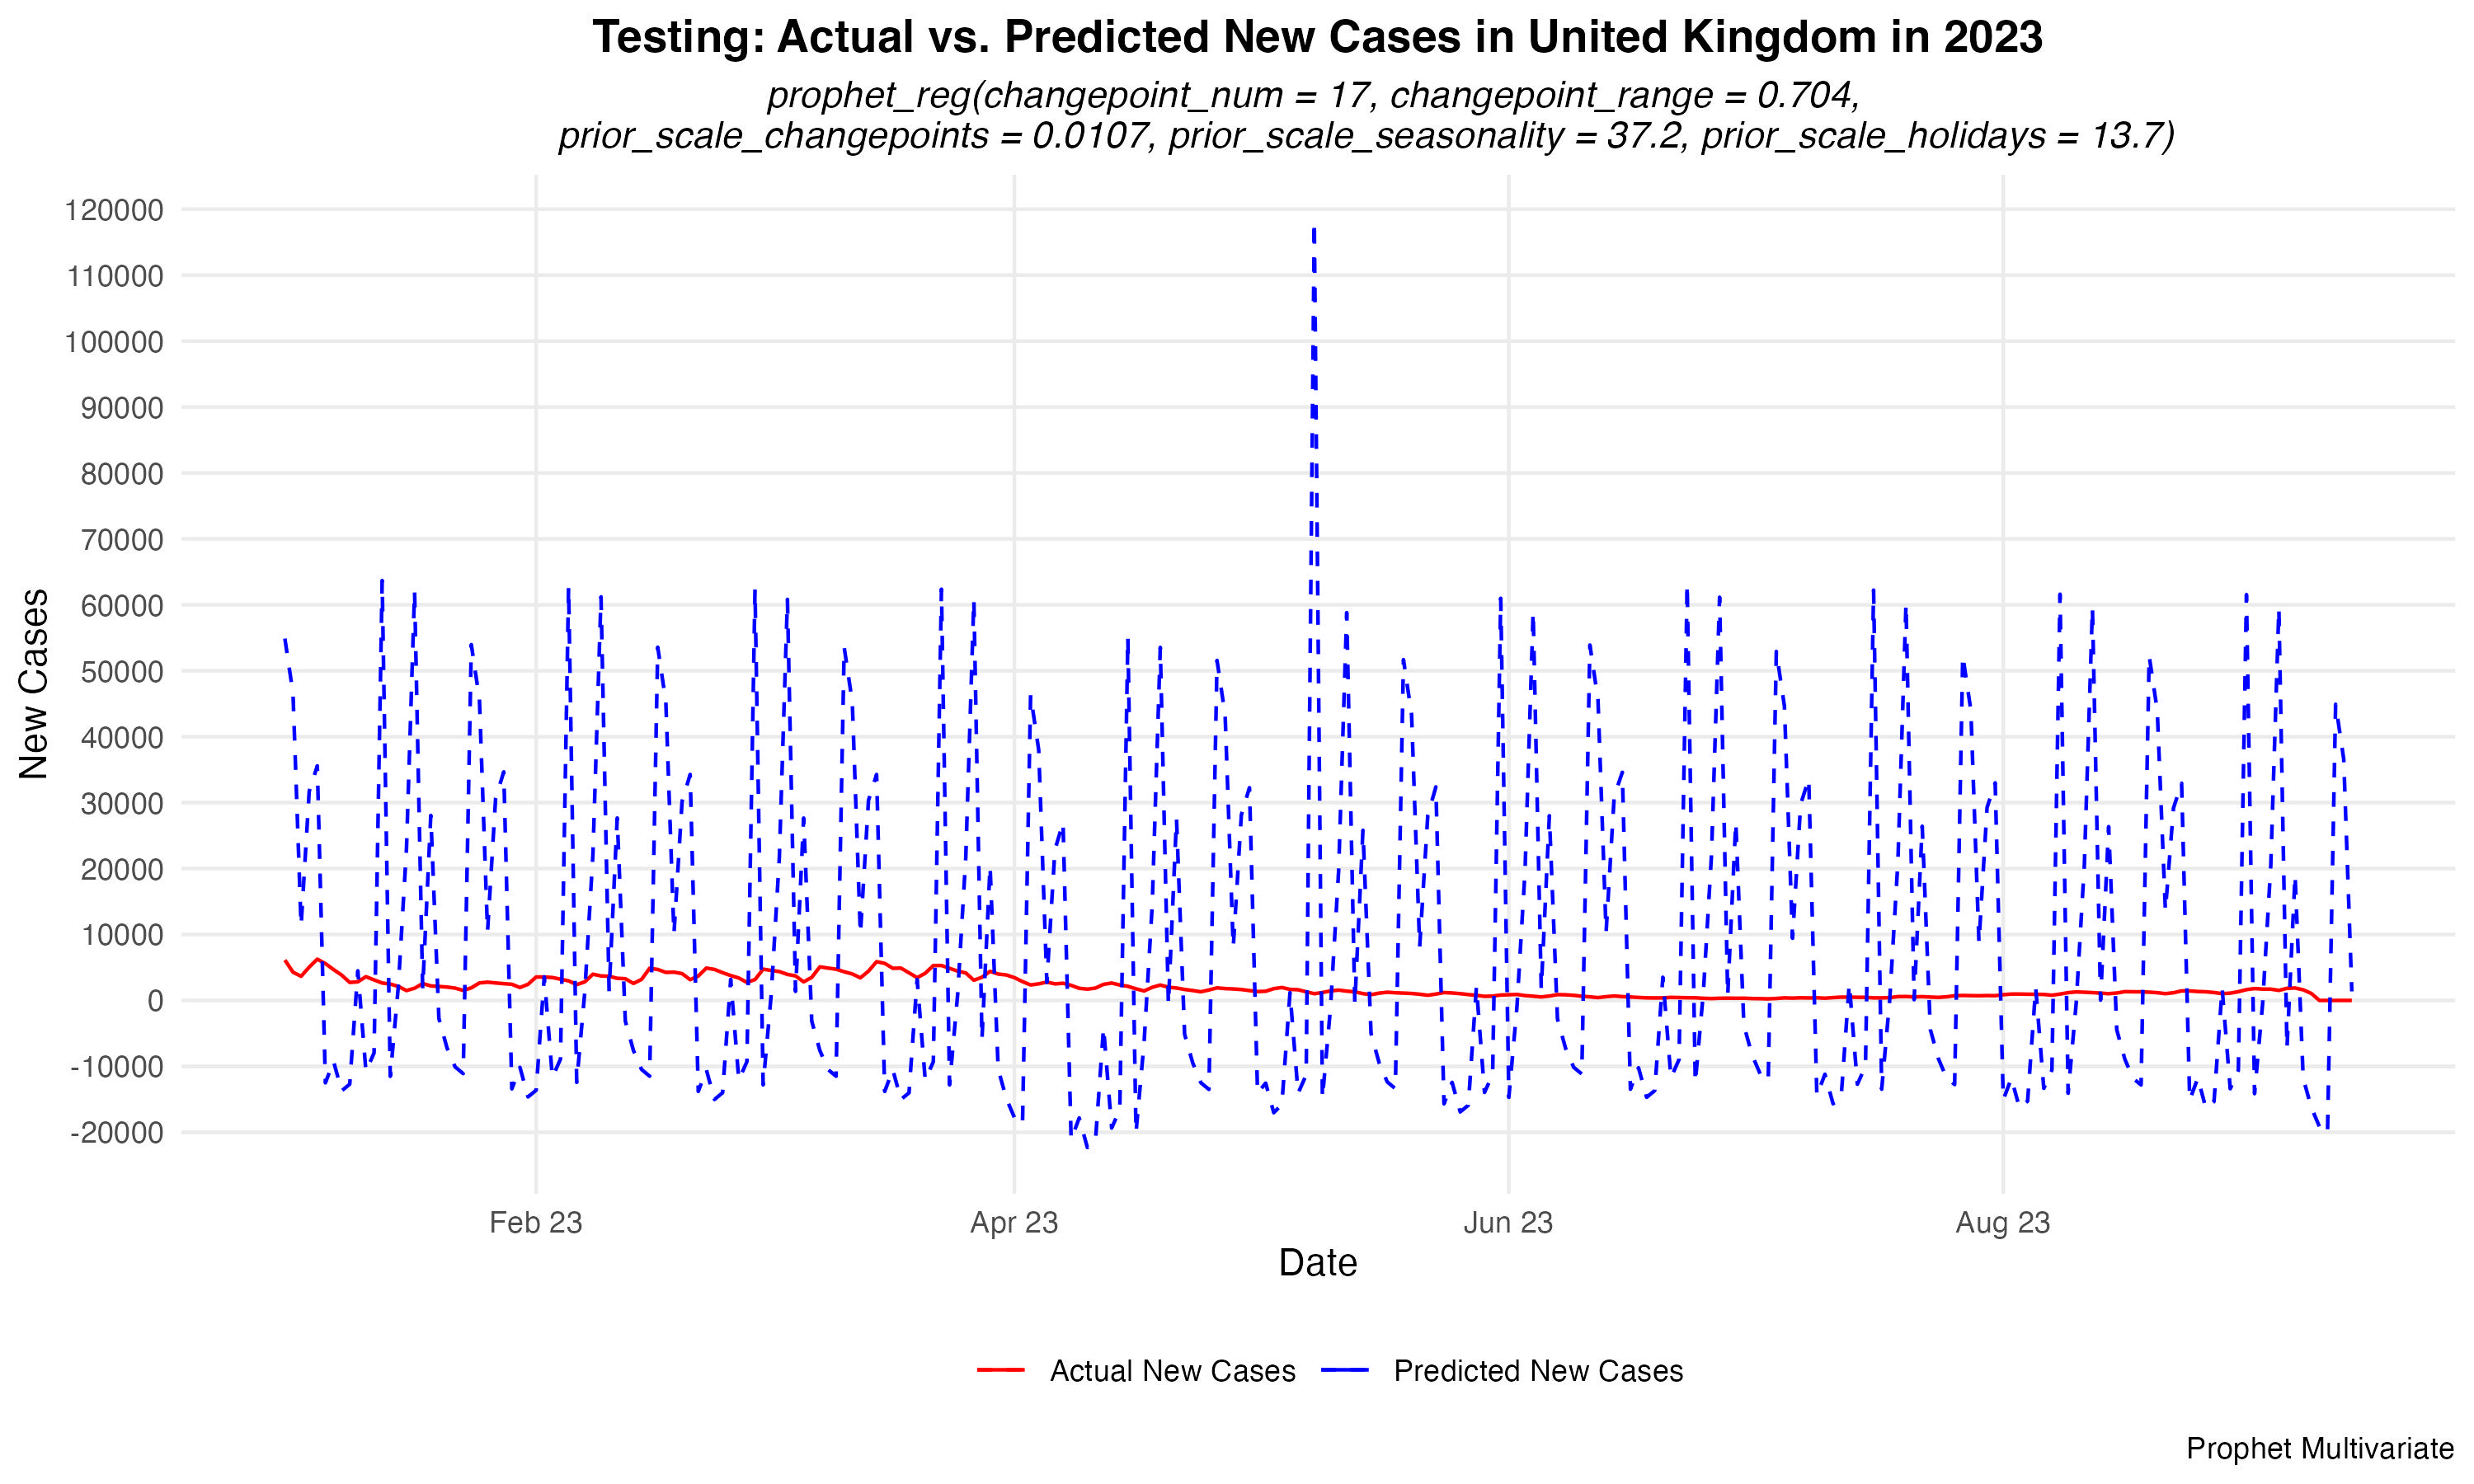 Testing: Actual vs. Predicted New Cases in United Kingdom in 2023
prophet_reg(changepoint_num = 17, changepoint_range = 0.704,
prior_scale_changepoints = 0.0107, prior_scale_seasonality = 37.2, prior_scale_holidays = 13.7)
120000
110000
100000
90000
80000
70000
60000
50000
40000
30000
20000
10000
0
-10000
-20000
New Cases
Feb 23 Apr 23 Jun 23 Aug 23
Date
Actual New Cases Predicted New Cases
Prophet Multivariate